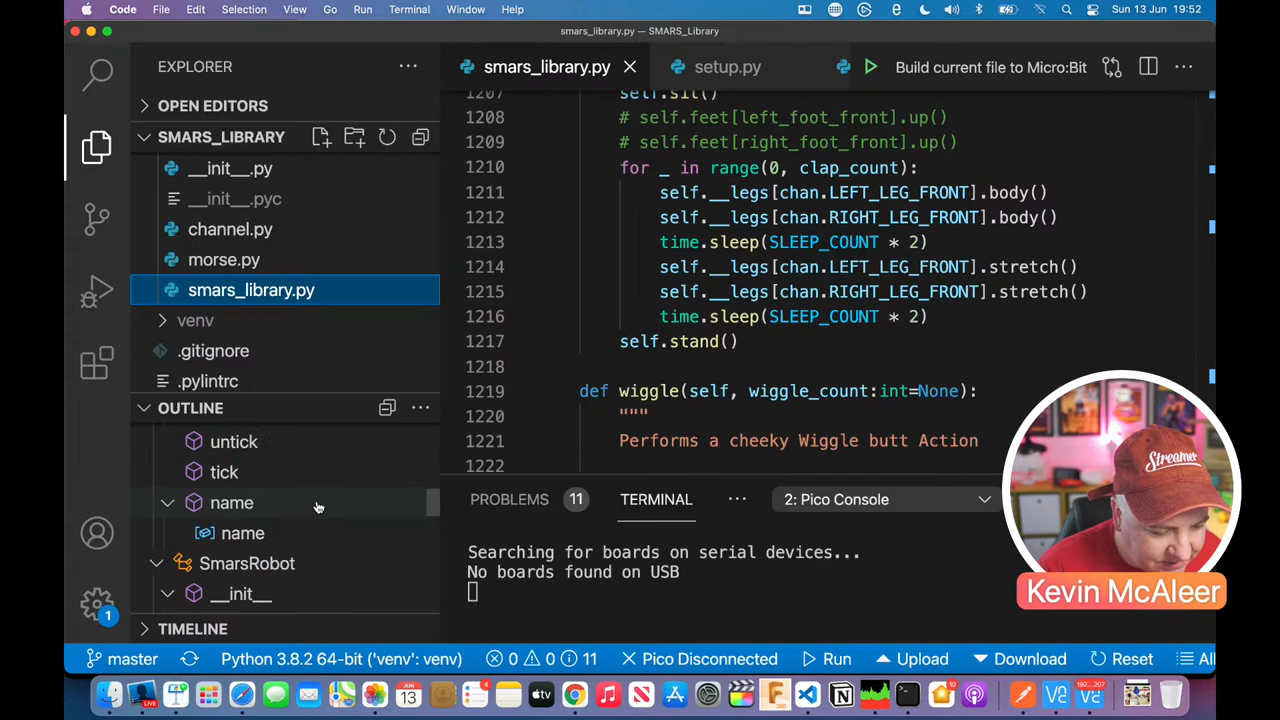 Code File Edit Selection View Go Run Terminal Window Help
Sun 13 Jun 19:52
smars_library.py — SMARS_Library
EXPLORER
smars_library.py
setup.py
Build current file to Micro:Bit
OPEN EDITORS
SMARS_LIBRARY
__init__.py
__init__.pyc
channel.py
morse.py
smars_library.py
venv
.gitignore
.pylintrc
OUTLINE
untick
tick
name
name
SmarsRobot
__init__
TIMELINE
1207 self.sit()
1208 # self.feet[left_foot_front].up()
1209 # self.feet[right_foot_front].up()
1210 for _ in range(0, clap_count):
1211 self.__legs[chan.LEFT_LEG_FRONT].body()
1212 self.__legs[chan.RIGHT_LEG_FRONT].body()
1213 time.sleep(SLEEP_COUNT * 2)
1214 self.__legs[chan.LEFT_LEG_FRONT].stretch()
1215 self.__legs[chan.RIGHT_LEG_FRONT].stretch()
1216 time.sleep(SLEEP_COUNT * 2)
1217 self.stand()
1218
1219 def wiggle(self, wiggle_count:int=None):
1220 """
1221 Performs a cheeky Wiggle butt Action
1222
PROBLEMS 11 TERMINAL 2: Pico Console
Searching for boards on serial devices...
No boards found on USB
Streamer
Kevin McAleer
1
master Python 3.8.2 64-bit ('venv': venv) 0 0 11 Pico Disconnected Run Upload Download Reset All